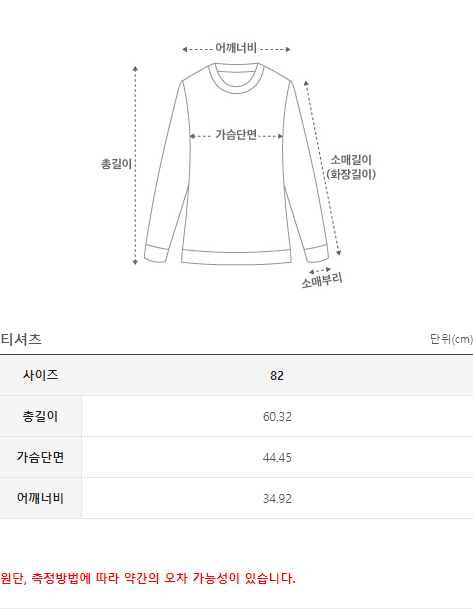 어깨너비
가슴단면
총길이
소매길이
(화장길이)
소매부리
티셔츠 단위(cm)
사이즈 82
총길이 60.32
가슴단면 44.45
어깨너비 34.92
원단, 측정방법에 따라 약간의 오차 가능성이 있습니다.